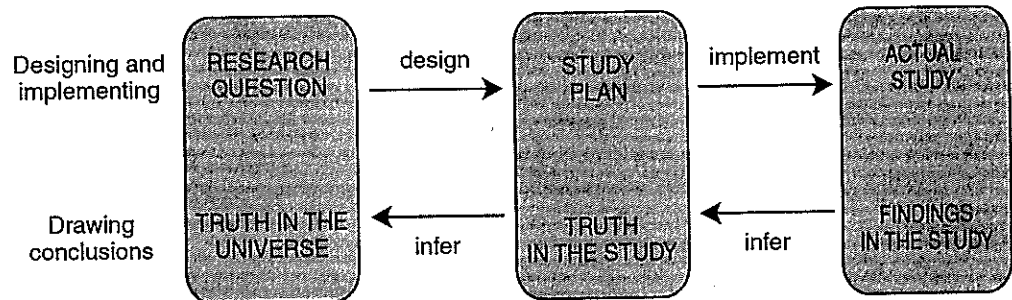 Designing and
implementing
RESEARCH
QUESTION
design
STUDY
PLAN
implement
ACTUAL
STUDY
Drawing
conclusions
TRUTH IN THE
UNIVERSE
infer
TRUTH
IN THE STUDY
infer
FINDINGS
IN THE STUDY